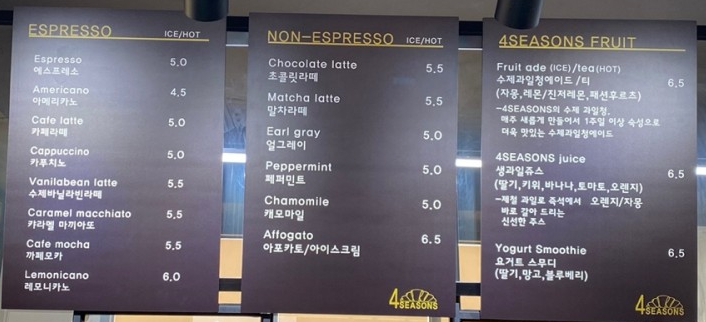 ESPRESSO ICE/HOT
Espresso 5,0
에스프레소
Americano 4,5
아메리카노
Cafe latte 5,0
카페라떼
Cappuccino 5,0
카푸치노
Vanilabean latte 5,5
수제바닐라빈라떼
Caramel macchiato 5,5
캬라멜 마끼아또
Cafe mocha 5,5
까페모카
Lemonicano 6,0
레모니카노
NON-ESPRESSO ICE/HOT
Chocolate latte 5,5
초콜릿라떼
Matcha latte 5,5
말차라떼
Earl gray 5,0
얼그레이
Peppermint 5,0
페퍼민트
Chamomile 5,0
캐모마일
Affogato 6,5
아포카토/아이스크림
4SEASONS
4SEASONS FRUIT
Fruit ade (ICE) /tea(HOT) 6,5
수제과일청에이드 /티
(자몽,레몬/진저레몬,패션후르츠)
-4SEASONS의 수제 과일청.
매주 새롭게 만들어서 1주일 이상 숙성으로
더욱 맛있는 수제과일청에이드
4SEASONS juice 6,5
생과일쥬스
(딸기,키위,바나나,토마토,오렌지)
-제철 과일로 즉석에서 오렌지/자몽
바로 갈아 드리는
신선한 주스
Yogurt Smoothie 6,5
요거트 스무디
(딸기,망고,블루베리)
4SEASONS